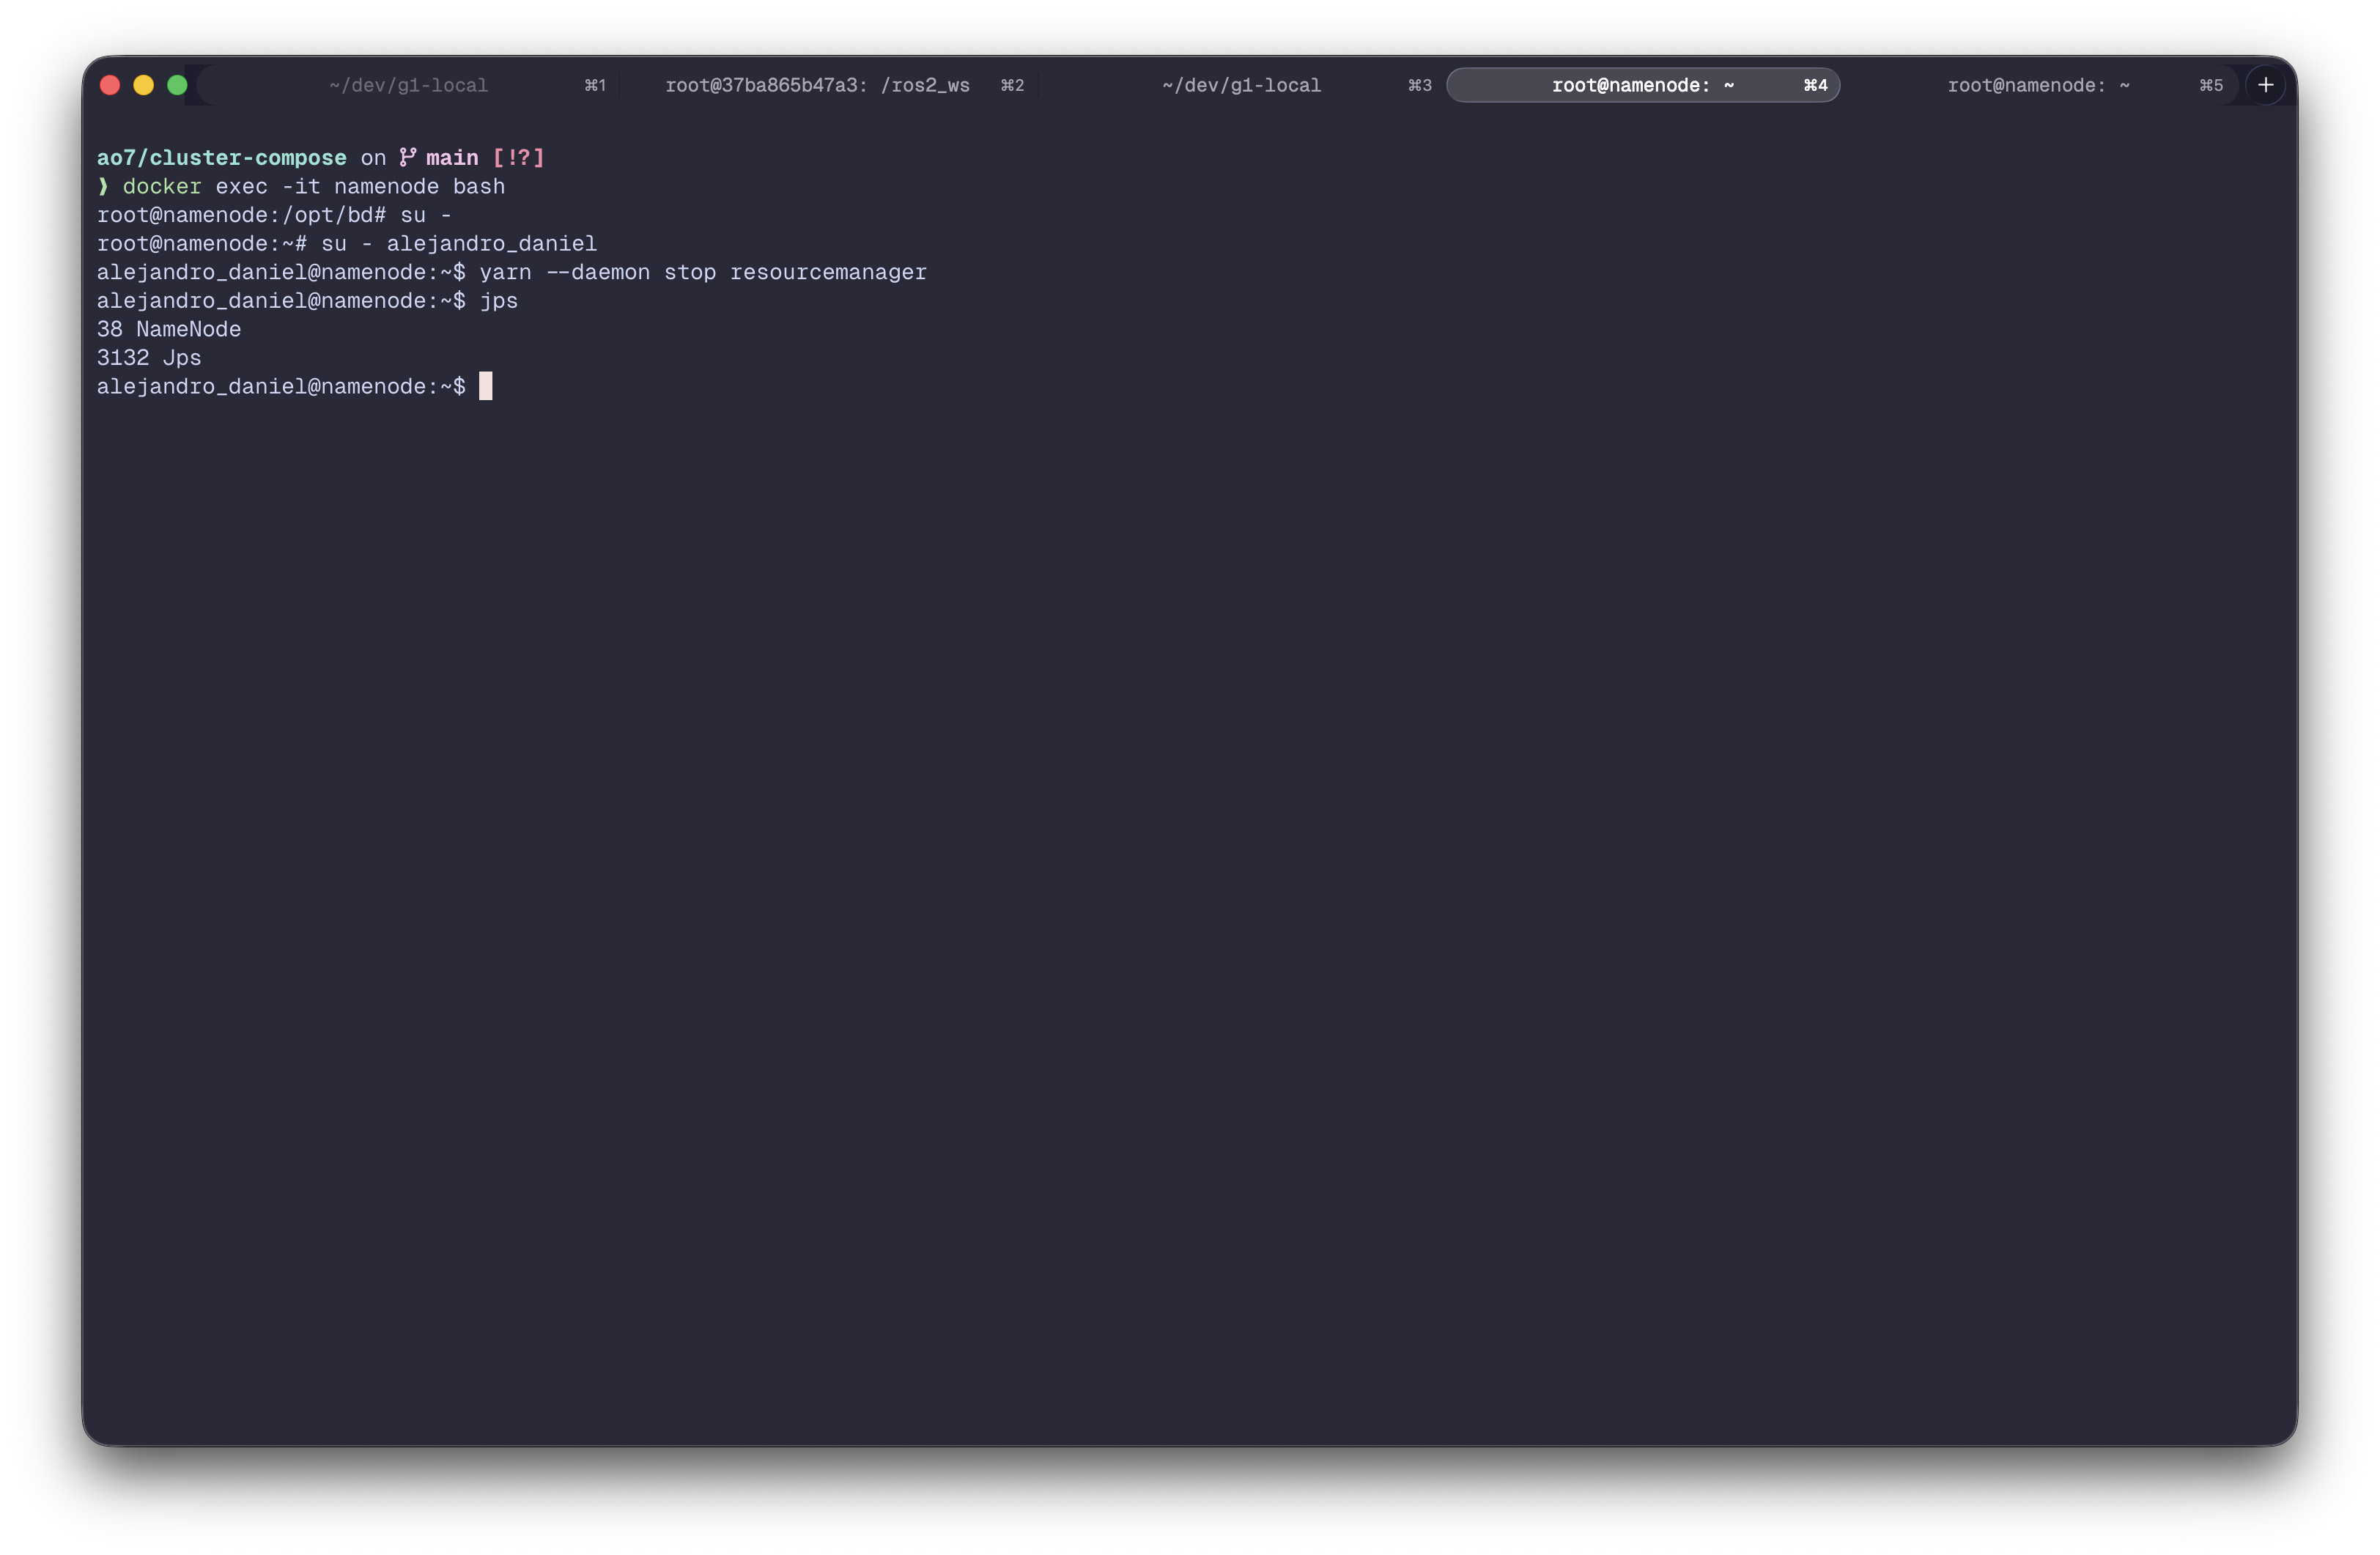 ~/dev/g1-local ⌘1 root@37ba865b47a3: /ros2_ws ⌘2 ~/dev/g1-local ⌘3 root@namenode: ~ ⌘4 root@namenode: ~ ⌘5 +
ao7/cluster-compose on main [!?]
❯ docker exec -it namenode bash
root@namenode:/opt/bd# su -
root@namenode:~# su - alejandro_daniel
alejandro_daniel@namenode:~$ yarn --daemon stop resourcemanager
alejandro_daniel@namenode:~$ jps
38 NameNode
3132 Jps
alejandro_daniel@namenode:~$